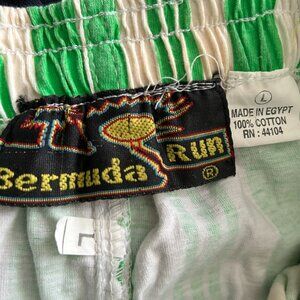 Bermuda Run
®
L
MADE IN EGYPT
100% COTTON
RN : 44104
L